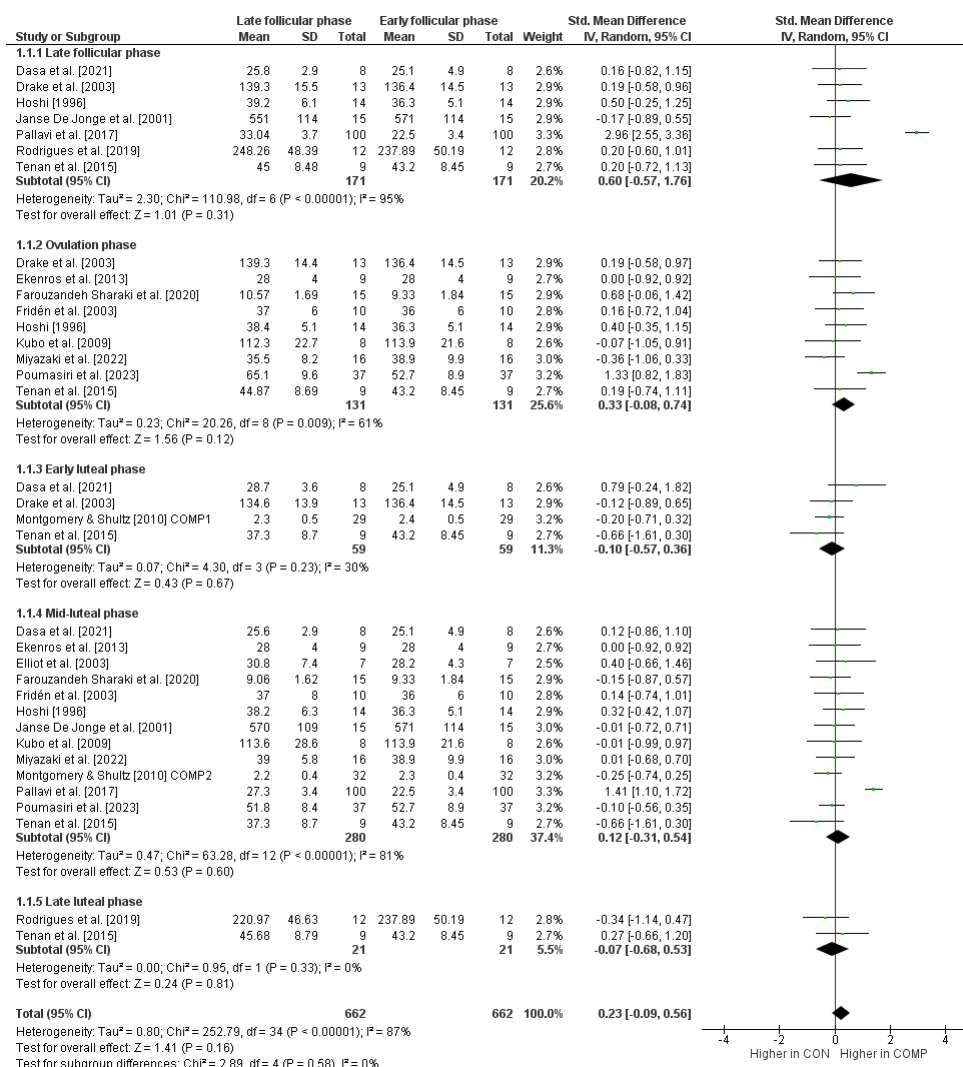 Late follicular phase Early follicular phase Std. Mean Difference Std. Mean Difference
Study or Subgroup Mean SD Total Mean SD Total Weight IV, Random, 95% CI IV, Random, 95% CI
1.1.1 Late follicular phase
Dasa et al. [2021] 25.8 2.9 8 25.1 4.9 8 2.6% 0.16 [-0.82, 1.15]
Drake et al. [2003] 139.3 15.5 13 136.4 14.5 13 2.9% 0.19 [-0.58, 0.96]
Hoshi [1996] 39.2 6.1 14 36.3 5.1 14 2.9% 0.50 [-0.25, 1.25]
Janse De Jonge et al. [2001] 551 114 15 571 114 15 2.9% -0.17 [-0.89, 0.55]
Pallavi et al. [2017] 33.04 3.7 100 22.5 3.4 100 3.3% 2.96 [2.55, 3.36]
Rodrigues et al. [2019] 248.26 48.39 12 237.89 50.19 12 2.8% 0.20 [-0.60, 1.01]
Tenan et al. [2015] 45 8.48 9 43.2 8.45 9 2.7% 0.20 [-0.72, 1.13]
Subtotal (95% CI) 171 171 20.2% 0.60 [-0.57, 1.76]
Heterogeneity: Tau² = 2.30; Chi² = 110.98, df = 6 (P < 0.00001); I² = 95%
Test for overall effect: Z = 1.01 (P = 0.31)
1.1.2 Ovulation phase
Drake et al. [2003] 139.3 14.4 13 136.4 14.5 13 2.9% 0.19 [-0.58, 0.97]
Ekenros et al. [2013] 28 4 9 28 4 9 2.7% 0.00 [-0.92, 0.92]
Farouzandeh Sharaki et al. [2020] 10.57 1.69 15 9.33 1.84 15 2.9% 0.68 [-0.06, 1.42]
Fridén et al. [2003] 37 6 10 36 6 10 2.8% 0.16 [-0.72, 1.04]
Hoshi [1996] 38.4 5.1 14 36.3 5.1 14 2.9% 0.40 [-0.35, 1.15]
Kubo et al. [2009] 112.3 22.7 8 113.9 21.6 8 2.6% -0.07 [-1.05, 0.91]
Miyazaki et al. [2022] 35.5 8.2 16 38.9 9.9 16 3.0% -0.36 [-1.06, 0.33]
Poumasiri et al. [2023] 65.1 9.6 37 52.7 8.9 37 3.2% 1.33 [0.82, 1.83]
Tenan et al. [2015] 44.87 8.69 9 43.2 8.45 9 2.7% 0.19 [-0.74, 1.11]
Subtotal (95% CI) 131 131 25.6% 0.33 [-0.08, 0.74]
Heterogeneity: Tau² = 0.23; Chi² = 20.26, df = 8 (P = 0.009); I² = 61%
Test for overall effect: Z = 1.56 (P = 0.12)
1.1.3 Early luteal phase
Dasa et al. [2021] 28.7 3.6 8 25.1 4.9 8 2.6% 0.79 [-0.24, 1.82]
Drake et al. [2003] 134.6 13.9 13 136.4 14.5 13 2.9% -0.12 [-0.89, 0.65]
Montgomery & Shultz [2010] COMP1 2.3 0.5 29 2.4 0.5 29 3.2% -0.20 [-0.71, 0.32]
Tenan et al. [2015] 37.3 8.7 9 43.2 8.45 9 2.7% -0.66 [-1.61, 0.30]
Subtotal (95% CI) 59 59 11.3% -0.10 [-0.57, 0.36]
Heterogeneity: Tau² = 0.07; Chi² = 4.30, df = 3 (P = 0.23); I² = 30%
Test for overall effect: Z = 0.43 (P = 0.67)
1.1.4 Mid-luteal phase
Dasa et al. [2021] 25.6 2.9 8 25.1 4.9 8 2.6% 0.12 [-0.86, 1.10]
Ekenros et al. [2013] 28 4 9 28 4 9 2.7% 0.00 [-0.92, 0.92]
Elliot et al. [2003] 30.8 7.4 7 28.2 4.3 7 2.5% 0.40 [-0.66, 1.46]
Farouzandeh Sharaki et al. [2020] 9.06 1.62 15 9.33 1.84 15 2.9% -0.15 [-0.87, 0.57]
Fridén et al. [2003] 37 8 10 36 6 10 2.8% 0.14 [-0.74, 1.01]
Hoshi [1996] 38.2 6.3 14 36.3 5.1 14 2.9% 0.32 [-0.42, 1.07]
Janse De Jonge et al. [2001] 570 109 15 571 114 15 3.0% -0.01 [-0.72, 0.71]
Kubo et al. [2009] 113.6 28.6 8 113.9 21.6 8 2.6% -0.01 [-0.99, 0.97]
Miyazaki et al. [2022] 39 5.8 16 38.9 9.9 16 3.0% 0.01 [-0.68, 0.70]
Montgomery & Shultz [2010] COMP2 2.2 0.4 32 2.3 0.4 32 3.2% -0.25 [-0.74, 0.25]
Pallavi et al. [2017] 27.3 3.4 100 22.5 3.4 100 3.3% 1.41 [1.10, 1.72]
Poumasiri et al. [2023] 51.8 8.4 37 52.7 8.9 37 3.2% -0.10 [-0.56, 0.35]
Tenan et al. [2015] 37.3 8.7 9 43.2 8.45 9 2.7% -0.66 [-1.61, 0.30]
Subtotal (95% CI) 280 280 37.4% 0.12 [-0.31, 0.54]
Heterogeneity: Tau² = 0.47; Chi² = 63.28, df = 12 (P < 0.00001); I² = 81%
Test for overall effect: Z = 0.53 (P = 0.60)
1.1.5 Late luteal phase
Rodrigues et al. [2019] 220.97 46.63 12 237.89 50.19 12 2.8% -0.34 [-1.14, 0.47]
Tenan et al. [2015] 45.68 8.79 9 43.2 8.45 9 2.7% 0.27 [-0.66, 1.20]
Subtotal (95% CI) 21 21 5.5% -0.07 [-0.68, 0.53]
Heterogeneity: Tau² = 0.00; Chi² = 0.95, df = 1 (P = 0.33); I² = 0%
Test for overall effect: Z = 0.24 (P = 0.81)
Total (95% CI) 662 662 100.0% 0.23 [-0.09, 0.56]
Heterogeneity: Tau² = 0.80; Chi² = 252.79, df = 34 (P < 0.00001); I² = 87%
Test for overall effect: Z = 1.41 (P = 0.16)
Test for subgroup differences: Chi² = 2.89, df = 4 (P = 0.58), I² = 0%
-4 -2 0 2 4
Higher in CON Higher in COMP